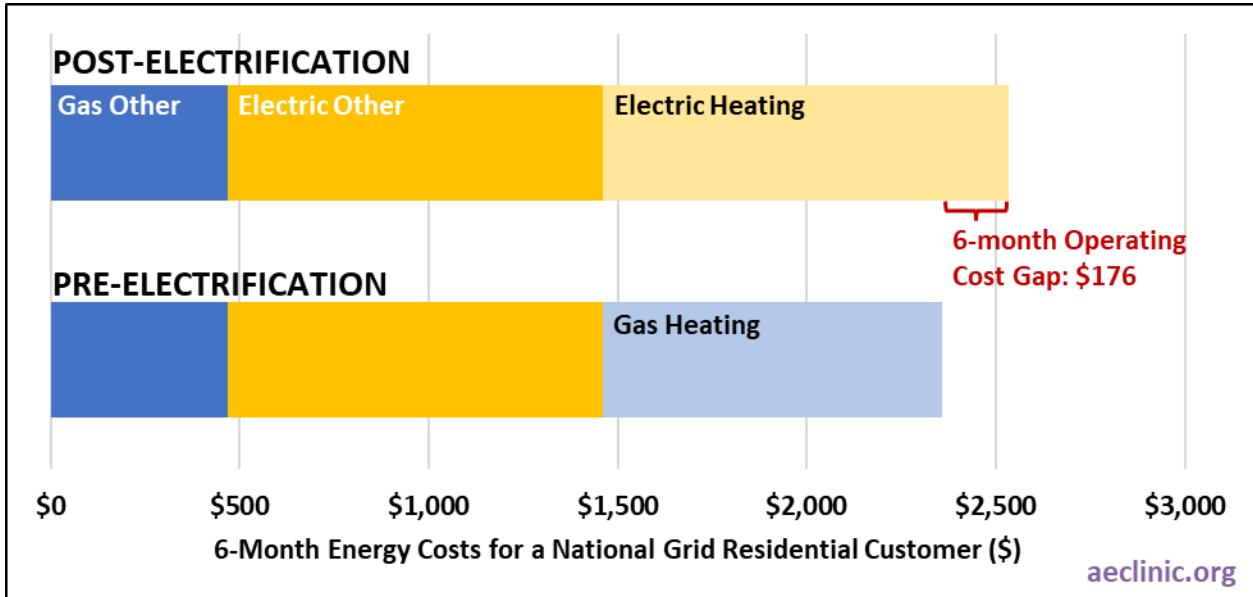 POST-ELECTRIFICATION
Gas Other
Electric Other
Electric Heating
6-month Operating
Cost Gap: $176
PRE-ELECTRIFICATION
Gas Heating
$0
$500
$1,000
$1,500
$2,000
$2,500
$3,000
6-Month Energy Costs for a National Grid Residential Customer ($)
aeclinic.org